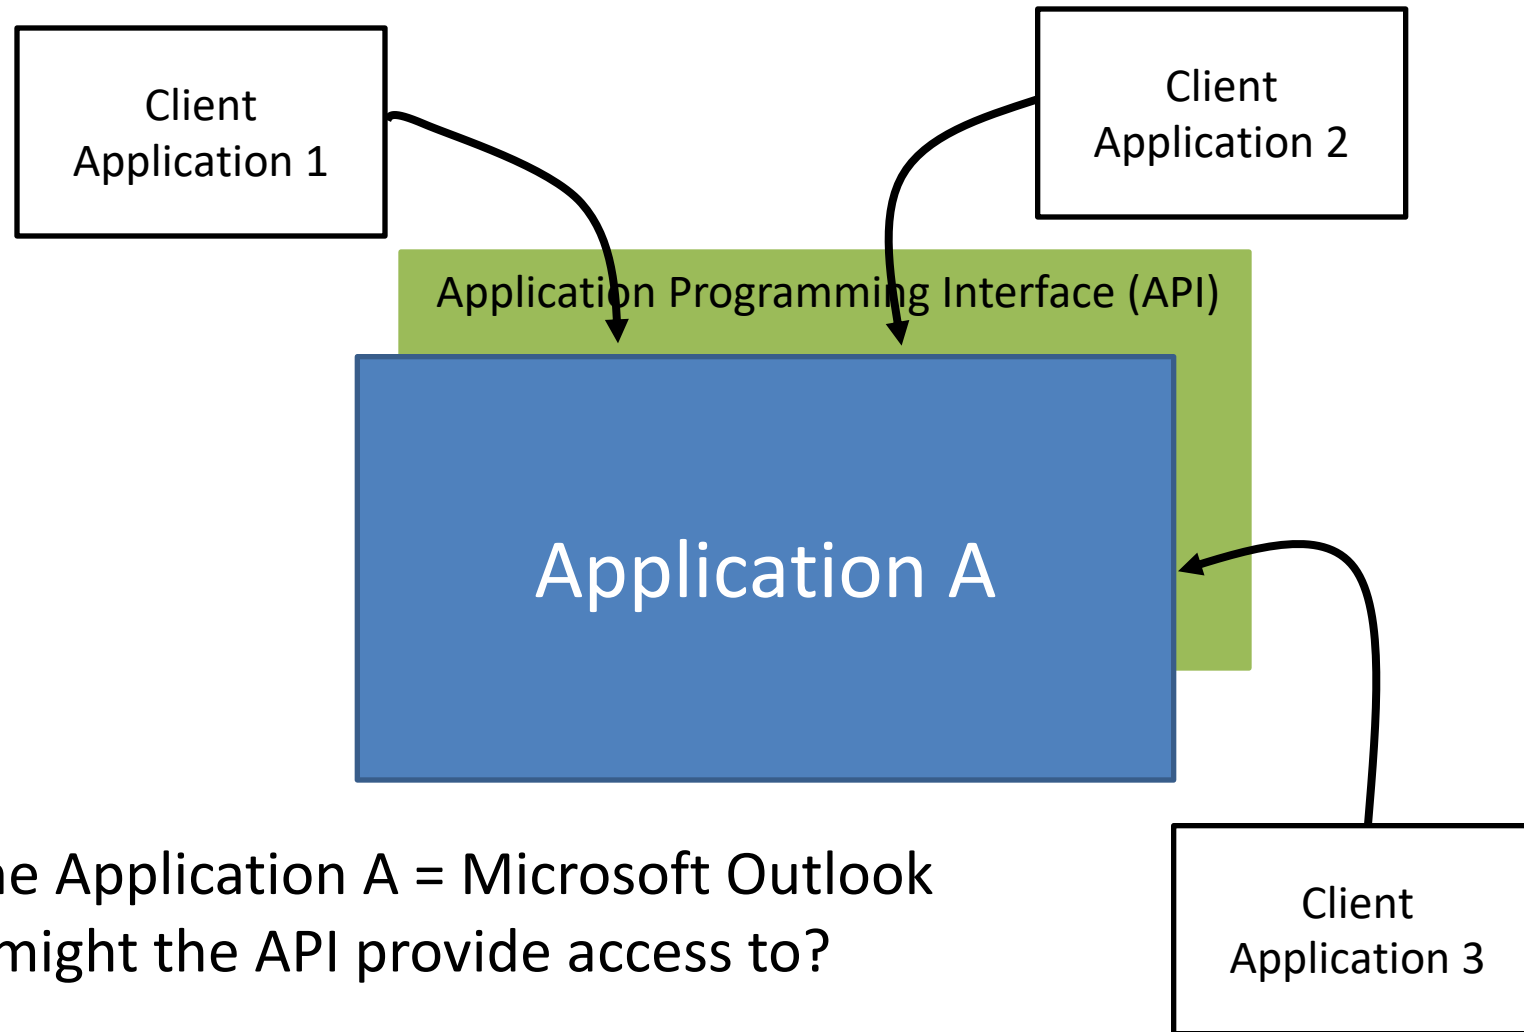 Client
Application 1
Client
Application 2
Application Programming Interface (API)
Application A
Application A = Microsoft Outlook
might the API provide access to?
Client
Application 3